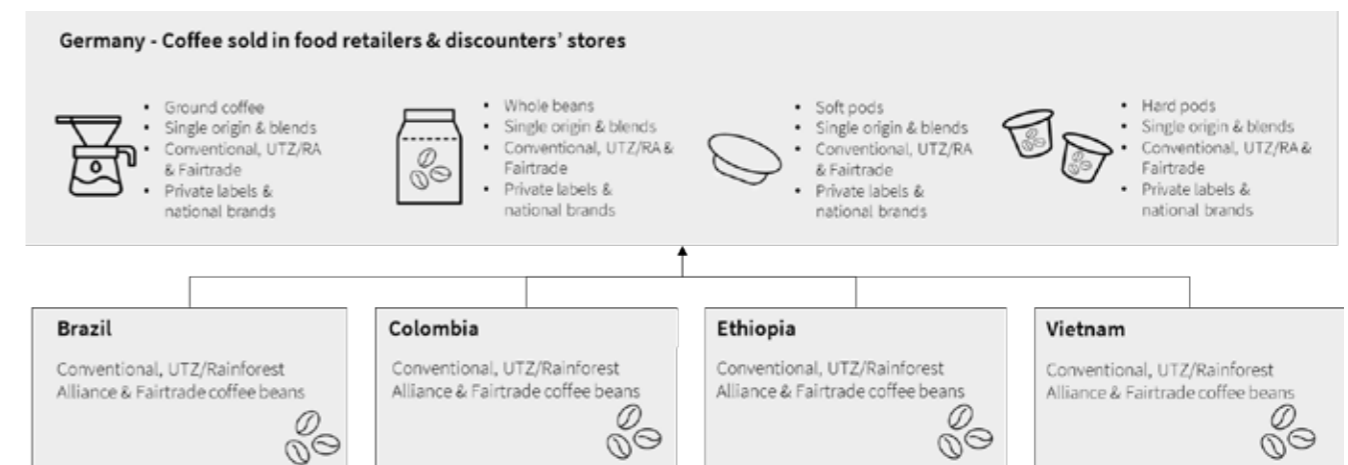 Germany - Coffee sold in food retailers & discounters' stores
• Ground coffee
• Single origin & blends
• Conventional, UTZ/RA
& Fairtrade
• Private labels &
national brands
• Whole beans
• Single origin & blends
• Conventional, UTZ/RA &
Fairtrade
• Private labels &
national brands
• Soft pods
• Single origin & blends
• Conventional, UTZ/RA
& Fairtrade
• Private labels &
national brands
• Hard pods
• Single origin & blends
• Conventional, UTZ/RA &
Fairtrade
• Private labels &
national brands
Brazil
Conventional, UTZ/Rainforest
Alliance & Fairtrade coffee beans
Colombia
Conventional, UTZ/Rainforest
Alliance & Fairtrade coffee beans
Ethiopia
Conventional, UTZ/Rainforest
Alliance & Fairtrade coffee beans
Vietnam
Conventional, UTZ/Rainforest
Alliance & Fairtrade coffee beans